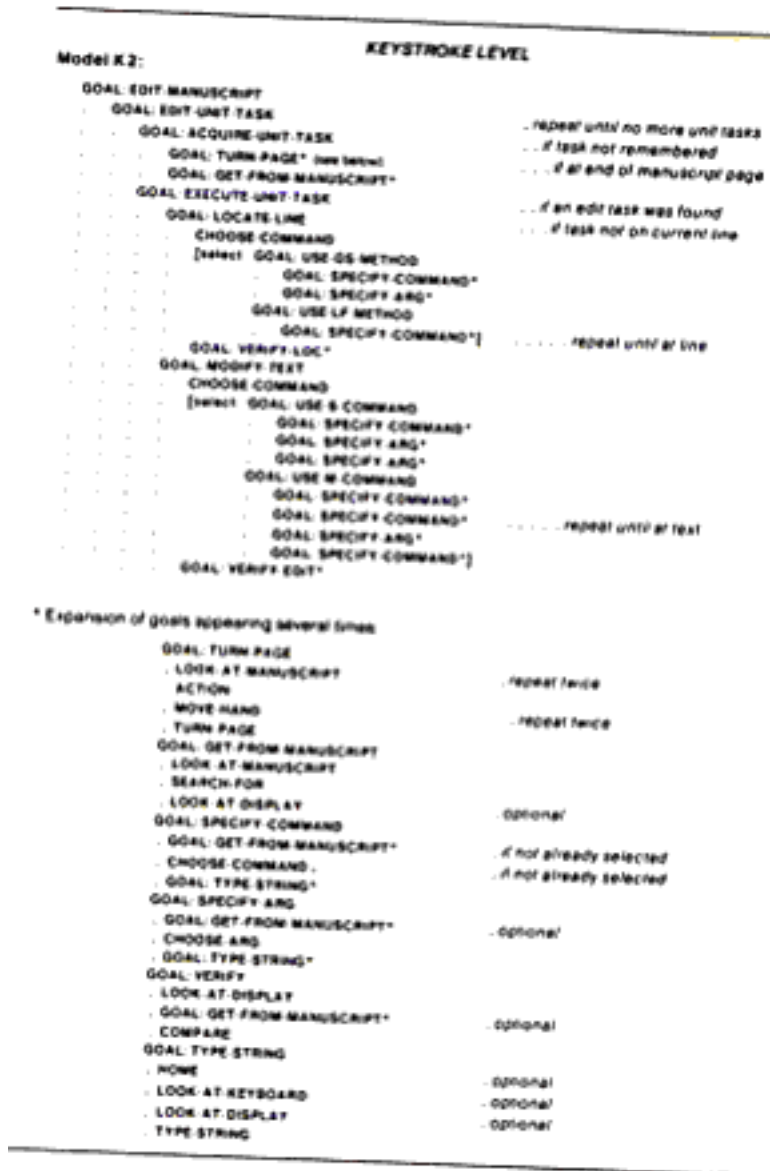 KEYSTROKE LEVEL
Model K2:
GOAL: EDIT-MANUSCRIPT
. GOAL: EDIT-UNIT-TASK . repeat until no more unit tasks
. . GOAL: ACQUIRE-UNIT-TASK . . if task not remembered
. . . GOAL: TURN-PAGE* (see below) . . . if at end of manuscript page
. . . GOAL: GET-FROM-MANUSCRIPT*
. . GOAL: EXECUTE-UNIT-TASK . . if an edit task was found
. . . GOAL: LOCATE-LINE . . . if task not on current line
. . . . CHOOSE-COMMAND
. . . . [select GOAL: USE-QS-METHOD
. . . . . GOAL: SPECIFY-COMMAND*
. . . . . GOAL: SPECIFY-ARG*
. . . . GOAL: USE-LF-METHOD
. . . . . GOAL: SPECIFY-COMMAND*] . . . . . repeat until at line
. . . . GOAL: VERIFY-LOC*
. . . GOAL: MODIFY-TEXT
. . . . CHOOSE-COMMAND
. . . . [select GOAL: USE-S-COMMAND
. . . . . GOAL: SPECIFY-COMMAND*
. . . . . GOAL: SPECIFY-ARG*
. . . . . GOAL: SPECIFY-ARG*
. . . . GOAL: USE-M-COMMAND
. . . . . GOAL: SPECIFY-COMMAND*
. . . . . GOAL: SPECIFY-COMMAND* . . . . . repeat until at text
. . . . . GOAL: SPECIFY-ARG*
. . . . . GOAL: SPECIFY-COMMAND*]
. . . . GOAL: VERIFY-EDIT*
* Expansion of goals appearing several times
GOAL: TURN-PAGE
. LOOK-AT-MANUSCRIPT . repeat twice
ACTION
. MOVE-HAND . repeat twice
. TURN-PAGE
GOAL: GET-FROM-MANUSCRIPT
. LOOK-AT-MANUSCRIPT
. SEARCH-FOR
. LOOK-AT-DISPLAY . optional
GOAL: SPECIFY-COMMAND
. GOAL: GET-FROM-MANUSCRIPT* . if not already selected
. CHOOSE-COMMAND . . if not already selected
. GOAL: TYPE-STRING*
GOAL: SPECIFY-ARG
. GOAL: GET-FROM-MANUSCRIPT* . optional
. CHOOSE-ARG
. GOAL: TYPE-STRING*
GOAL: VERIFY
. LOOK-AT-DISPLAY
. GOAL: GET-FROM-MANUSCRIPT* . optional
. COMPARE
GOAL: TYPE-STRING
. HOME . optional
. LOOK-AT-KEYBOARD . optional
. LOOK-AT-DISPLAY . optional
. TYPE-STRING